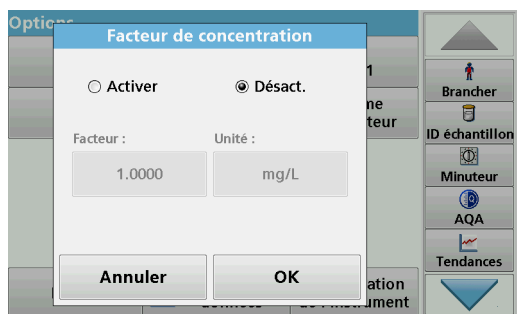 Options
Facteur de concentration
Activer
Désact.
1
Facteur :
Unité :
1.0000
mg/L
Annuler
OK
Brancher
ID échantillon
Minuteur
AQA
Tendances